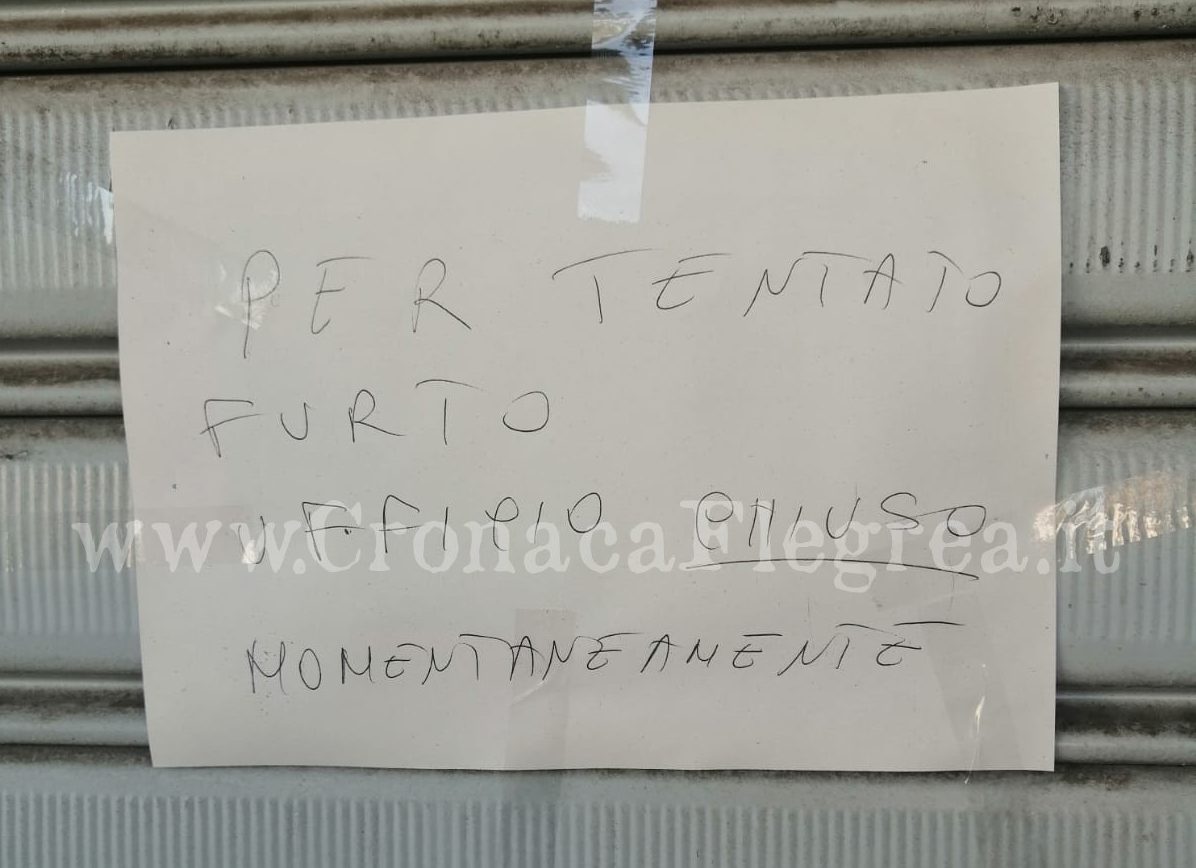 PER TENTATO
FURTO
UFFICIO CHIUSO
www.CronacaFlegrea.it
MOMENTANEAMENTE